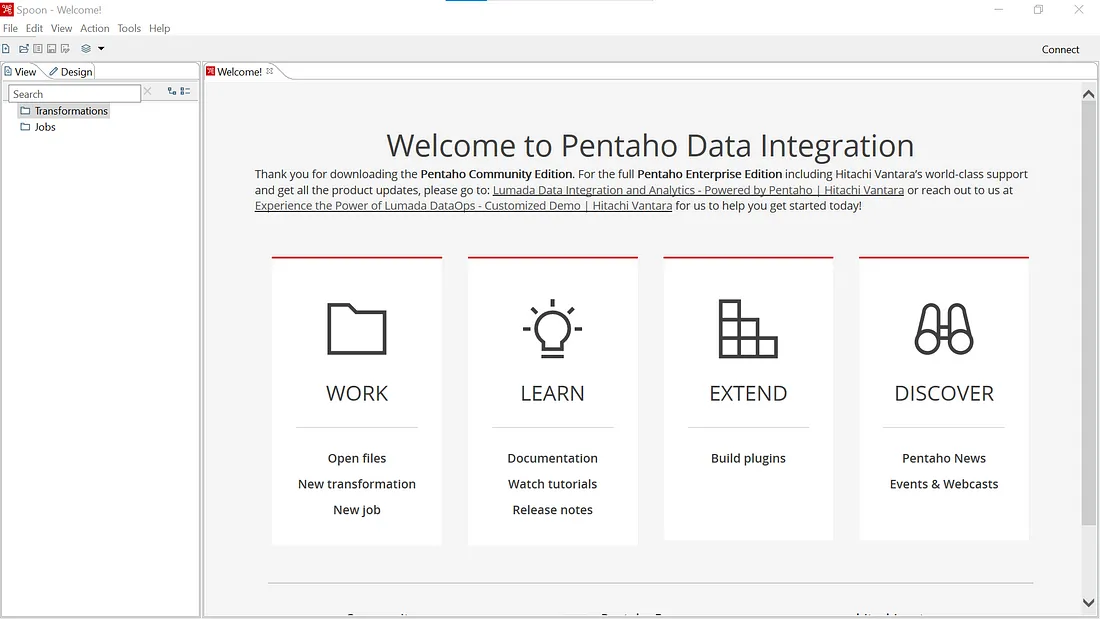 Spoon - Welcome!
File Edit View Action Tools Help
Connect
View Design
Welcome!
Search
Transformations
Jobs
Welcome to Pentaho Data Integration
Thank you for downloading the Pentaho Community Edition. For the full Pentaho Enterprise Edition including Hitachi Vantara's world-class support
and get all the product updates, please go to: Lumada Data Integration and Analytics - Powered by Pentaho | Hitachi Vantara or reach out to us at
Experience the Power of Lumada DataOps - Customized Demo | Hitachi Vantara for us to help you get started today!
WORK
Open files
New transformation
New job
LEARN
Documentation
Watch tutorials
Release notes
EXTEND
Build plugins
DISCOVER
Pentaho News
Events & Webcasts